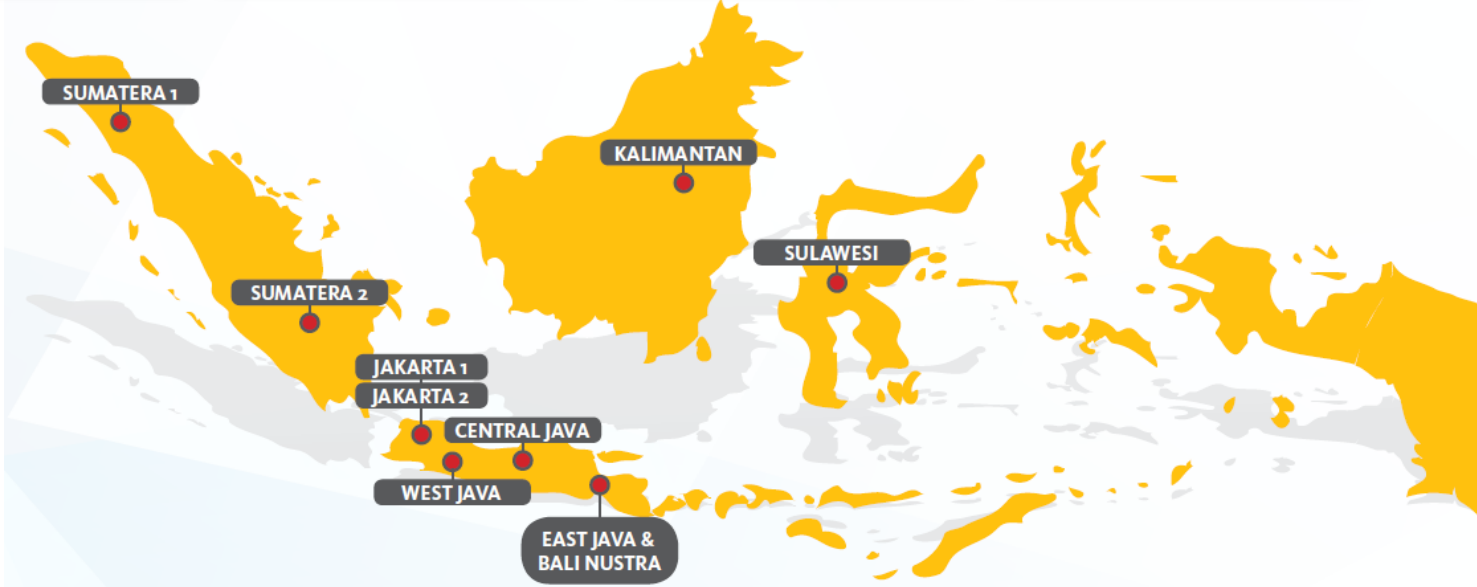 SUMATERA 1
KALIMANTAN
SULAWESI
SUMATERA 2
JAKARTA 1
JAKARTA 2
CENTRAL JAVA
WEST JAVA
EAST JAVA &
BALI NUSTRA